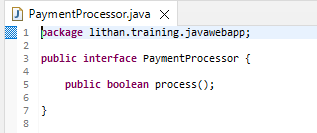 PaymentProcessor.java
1 package lithan.training.javawebapp;
2
3 public interface PaymentProcessor {
4
5 public boolean process();
6
7 }
8